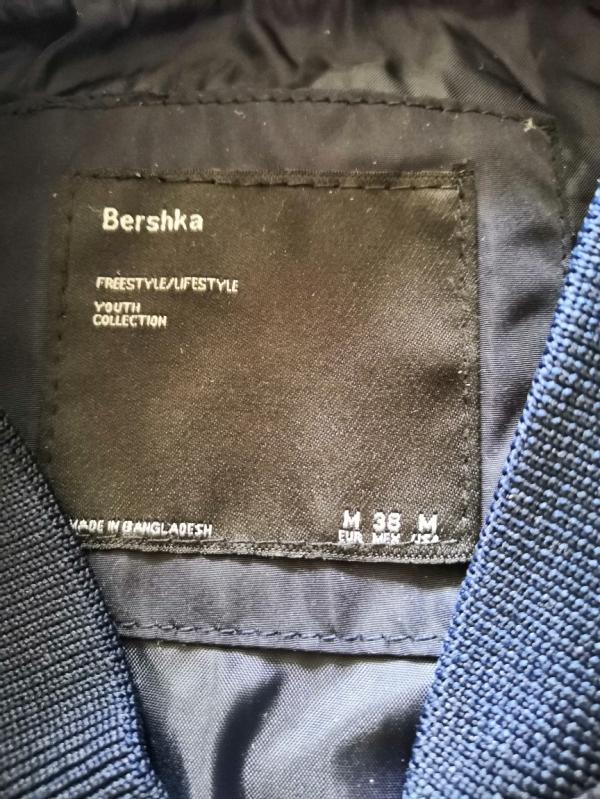 Bershka
FREESTYLE/LIFESTYLE
YOUTH
COLLECTION
MADE IN BANGLADESH
M 38 M
EUR MEX USA